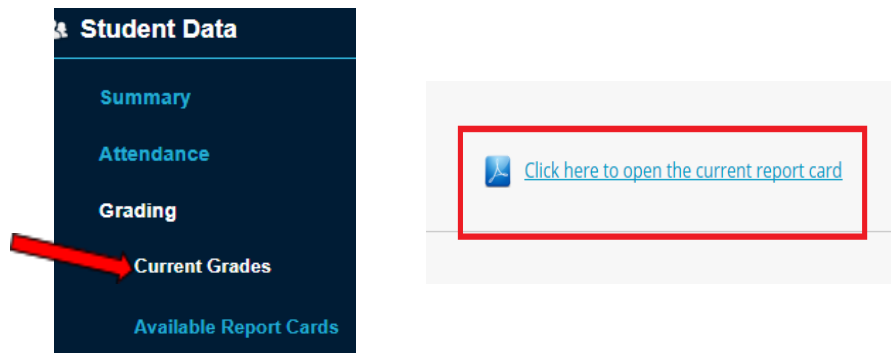 Student Data
Summary
Attendance
Grading
Current Grades
Available Report Cards
Click here to open the current report card